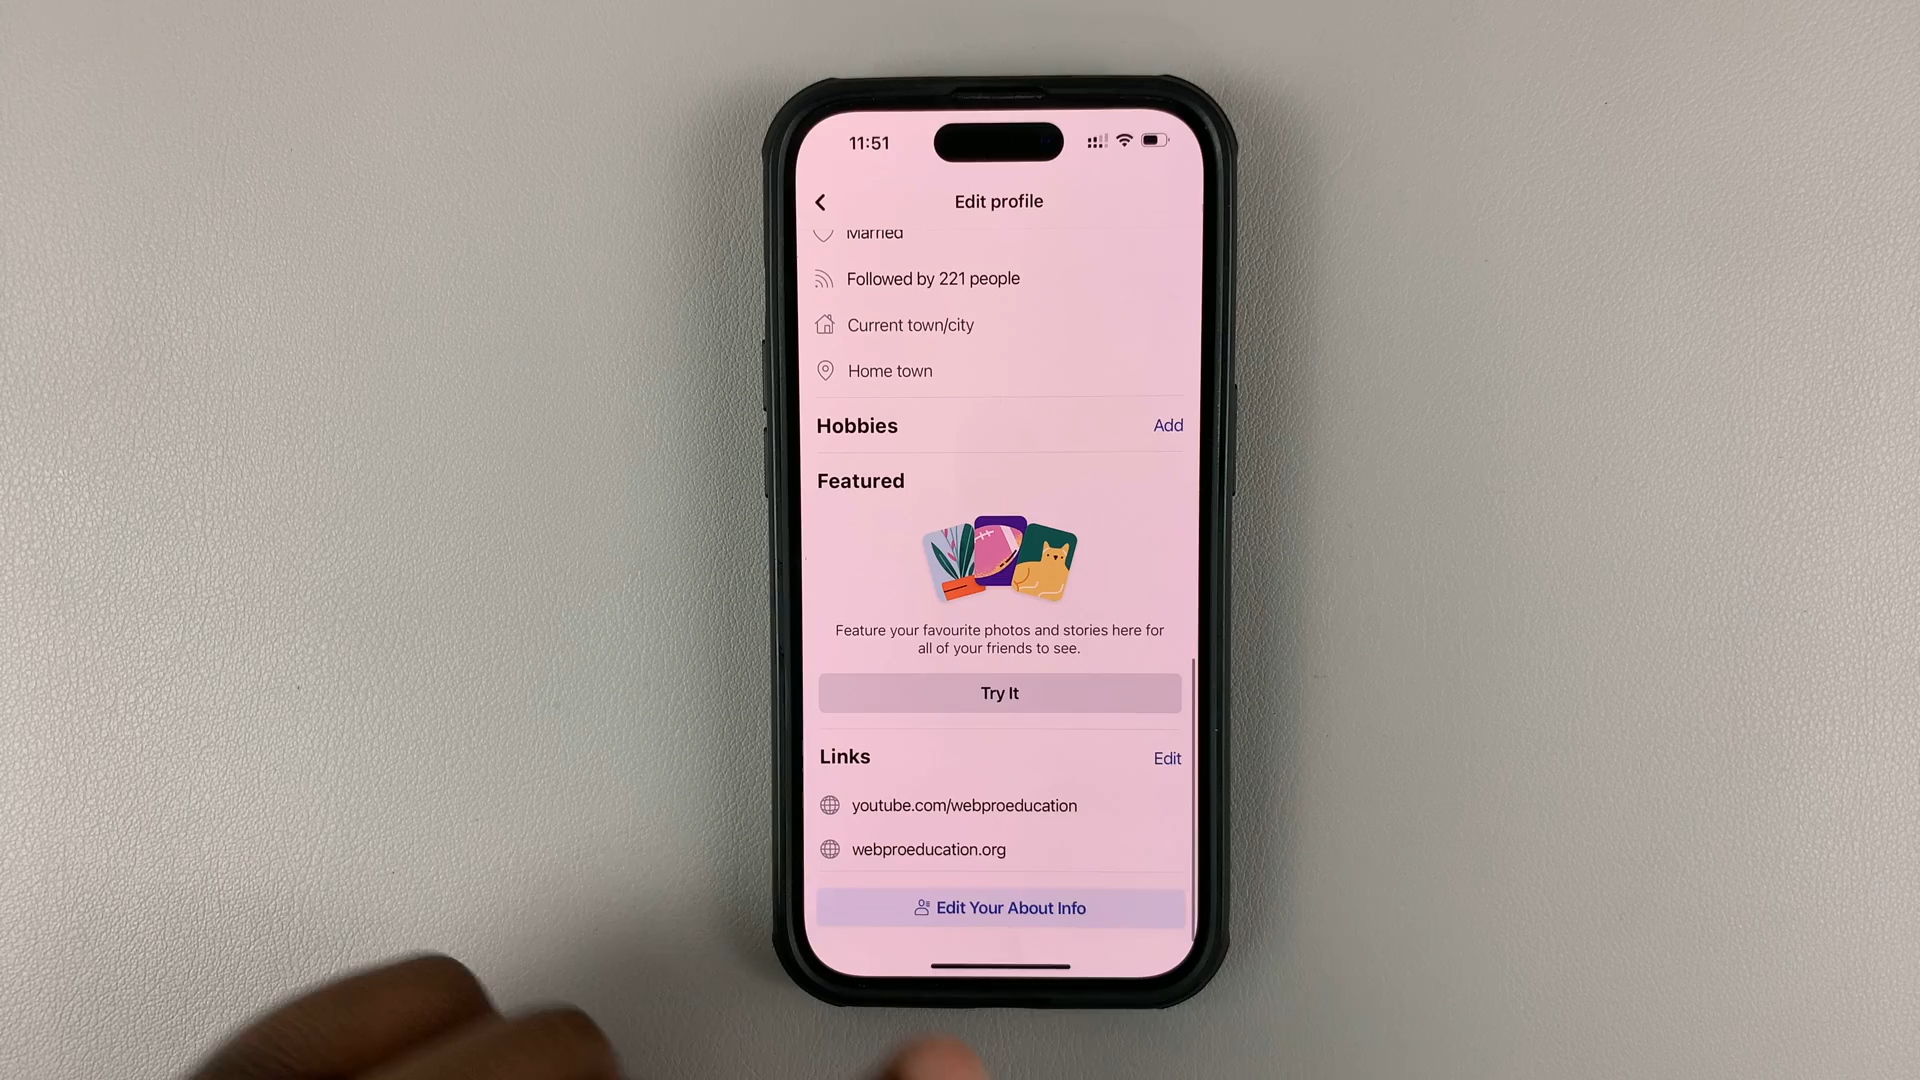 11:51
Edit profile
Married
Followed by 221 people
Current town/city
Home town
Hobbies
Add
Featured
Feature your favourite photos and stories here for
all of your friends to see.
Try It
Links
Edit
youtube.com/webproeducation
webproeducation.org
Edit Your About Info